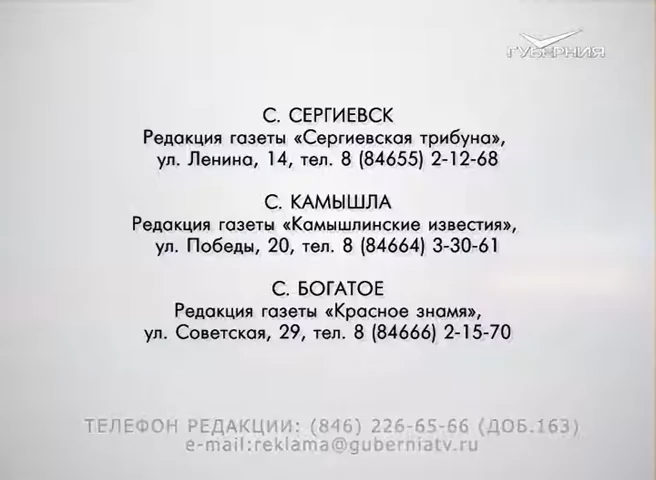 ГУБЕРНИЯ
С. СЕРГИЕВСК
Редакция газеты «Сергиевская трибуна»,
ул. Ленина, 14, тел. 8 (84655) 2-12-68
С. КАМЫШЛА
Редакция газеты «Камышлинские известия»,
ул. Победы, 20, тел. 8 (84664) 3-30-61
С. БОГАТОЕ
Редакция газеты «Красное знамя»,
ул. Советская, 29, тел. 8 (84666) 2-15-70
ТЕЛЕФОН РЕДАКЦИИ: (846) 226-65-66 (ДОБ.163)
e-mail:reklama@guberniatv.ru